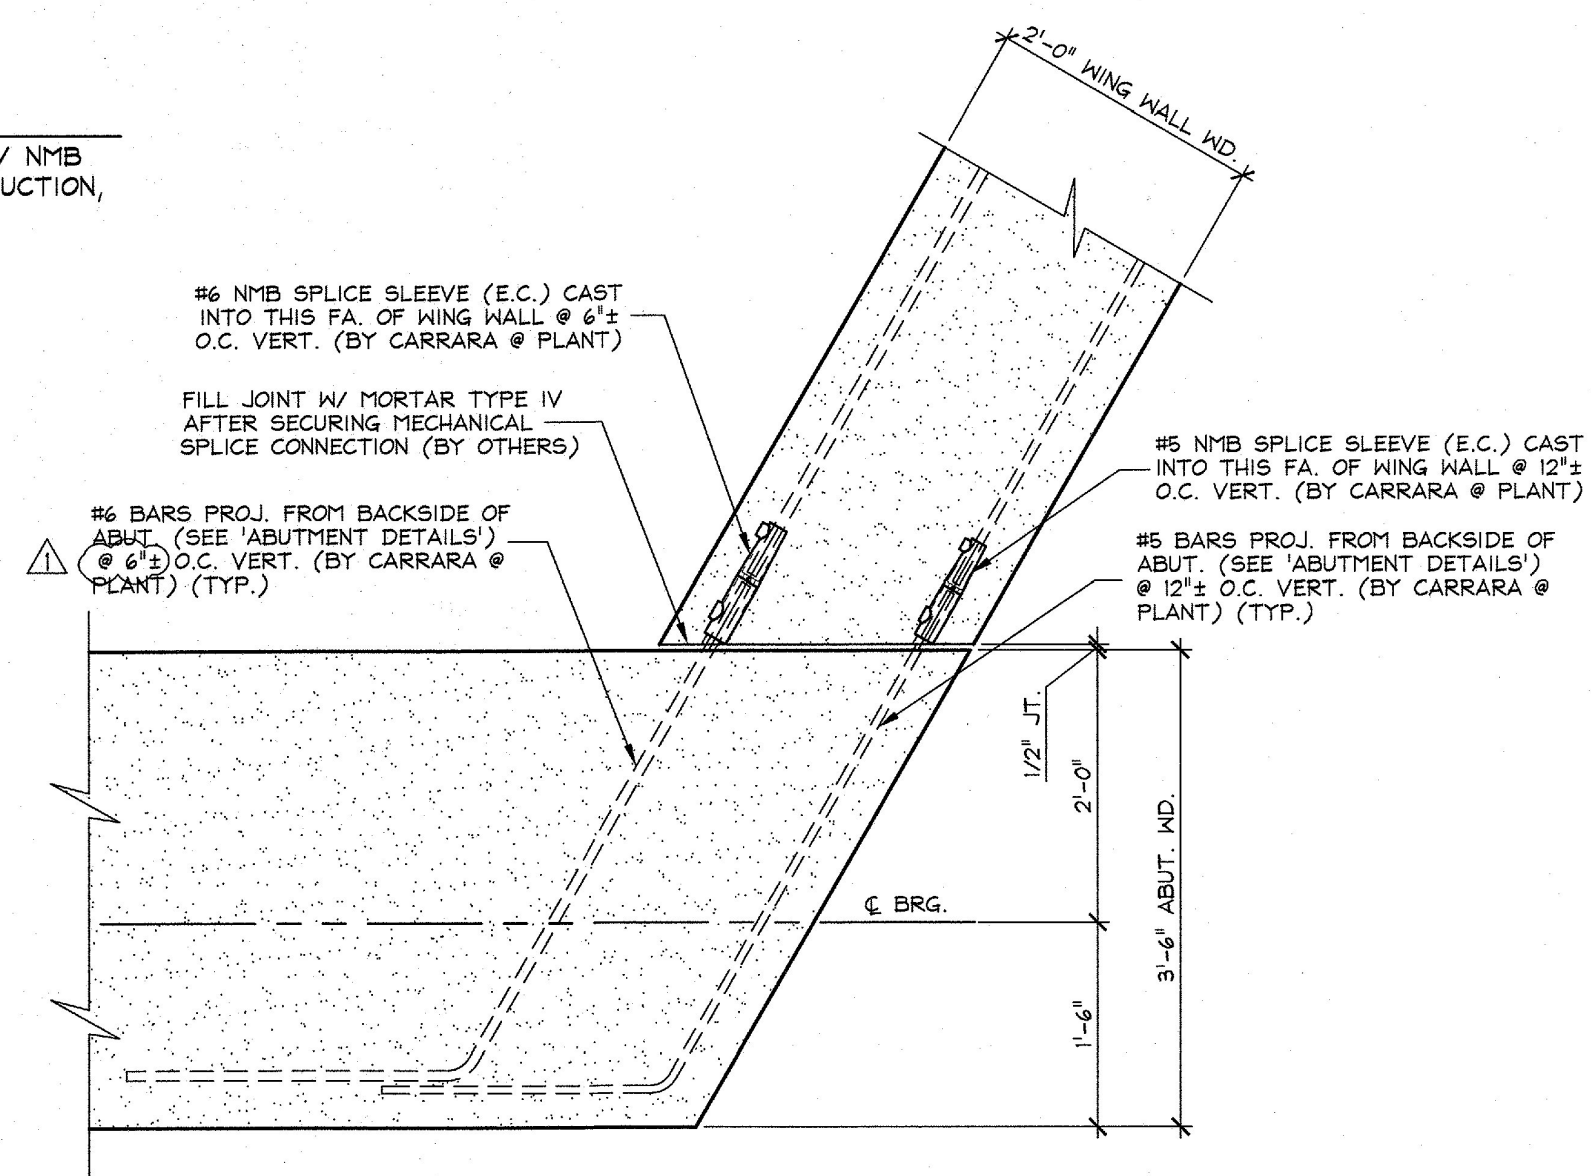 / NMB
UCTION,
2'-0" WING WALL WD.
#6 NMB SPLICE SLEEVE (E.C.) CAST
INTO THIS FA. OF WING WALL @ 6"±
O.C. VERT. (BY CARRARA @ PLANT)
FILL JOINT W/ MORTAR TYPE IV
AFTER SECURING MECHANICAL
SPLICE CONNECTION (BY OTHERS)
#6 BARS PROJ. FROM BACKSIDE OF
ABUT. (SEE 'ABUTMENT DETAILS')
@ 6"± O.C. VERT. (BY CARRARA @
PLANT) (TYP.)
1
#5 NMB SPLICE SLEEVE (E.C.) CAST
INTO THIS FA. OF WING WALL @ 12"±
O.C. VERT. (BY CARRARA @ PLANT)
#5 BARS PROJ. FROM BACKSIDE OF
ABUT. (SEE 'ABUTMENT DETAILS')
@ 12"± O.C. VERT. (BY CARRARA @
PLANT) (TYP.)
1/2" JT.
2'-0"
3'-6" ABUT. WD.
℄ BRG.
1'-6"